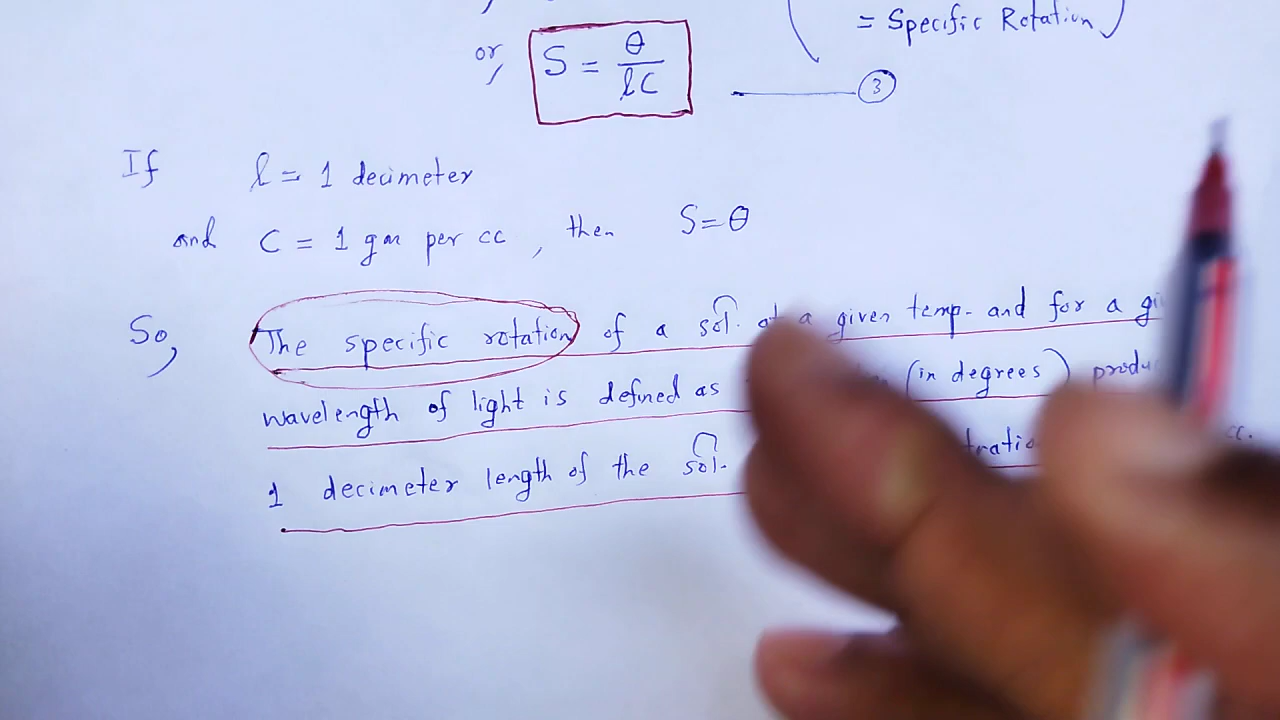 = Specific Rotation)
or, S = θ/lC
3
If l = 1 decimeter
and C = 1 gm per cc , then S=θ
So, The specific rotation of a sol. at a given temp. and for a
wavelength of light is defined as (in degrees)
1 decimeter length of the sol. cc.